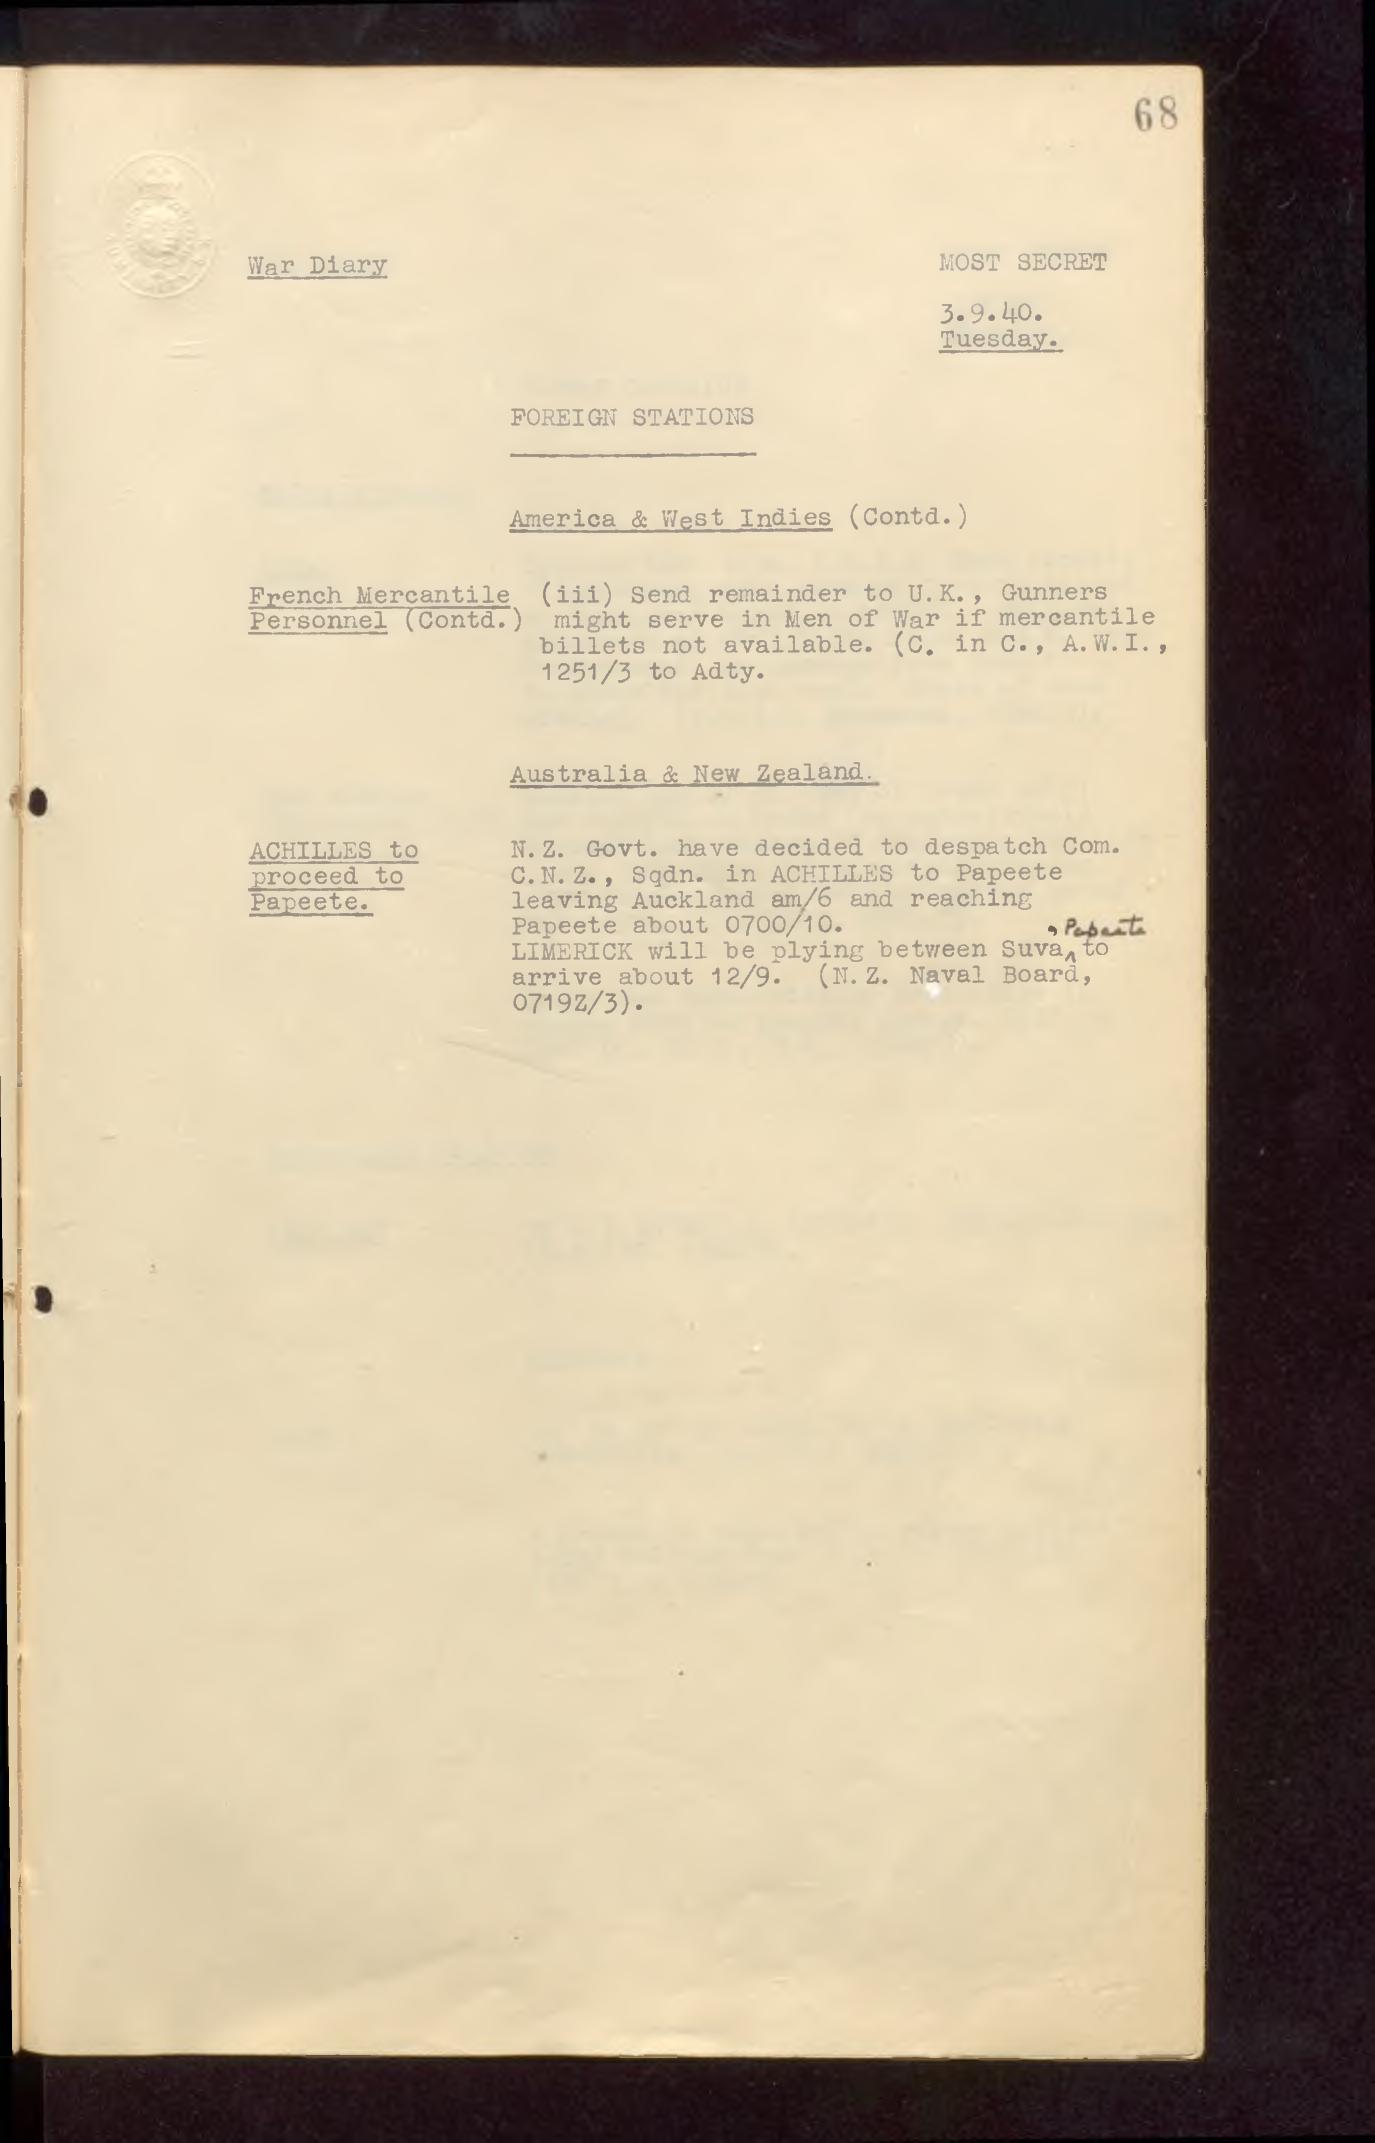 68
War Diary
MOST SECRET
3.9.40.
Tuesday.
FOREIGN STATIONS
America & West Indies (Contd.)
French Mercantile
Personnel (Contd.)
(iii) Send remainder to U.K., Gunners
might serve in Men of War if mercantile
billets not available. (C. in C., A.W.I.,
1251/3 to Adty.
Australia & New Zealand.
ACHILLES to
proceed to
Papeete.
N.Z. Govt. have decided to despatch Com.
C.N.Z., Sqdn. in ACHILLES to Papeete
leaving Auckland am/6 and reaching
Papeete about 0700/10.
, Papeete
LIMERICK will be plying between Suva^to
arrive about 12/9. (N.Z. Naval Board,
0719Z/3).